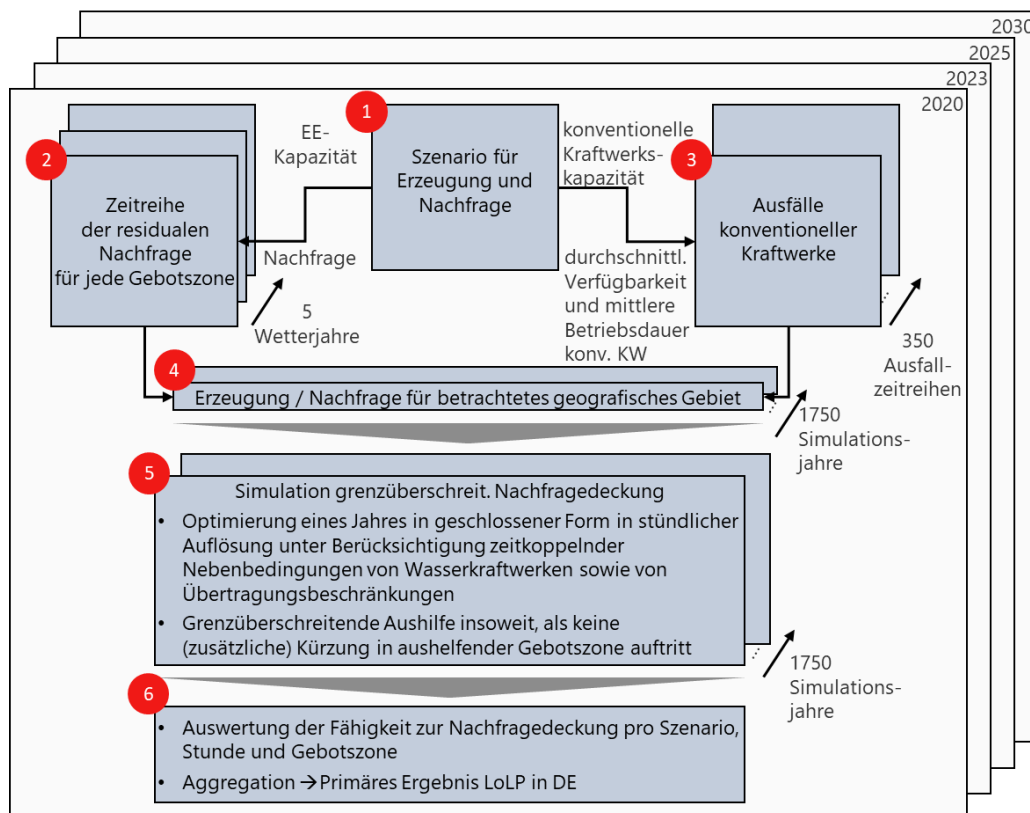 2030
2025
2023
2020
1
Szenario für
Erzeugung und
Nachfrage
EE-
Kapazität
Nachfrage
konventionelle
Kraftwerks-
kapazität
durchschnittl.
Verfügbarkeit
und mittlere
Betriebsdauer
konv. KW
2
Zeitreihe
der residualen
Nachfrage
für jede Gebotszone
5
Wetterjahre
3
Ausfälle
konventioneller
Kraftwerke
350
Ausfall-
zeitreihen
4
Erzeugung / Nachfrage für betrachtetes geografisches Gebiet
1750
Simulations-
jahre
5
Simulation grenzüberschreit. Nachfragedeckung
• Optimierung eines Jahres in geschlossener Form in stündlicher
Auflösung unter Berücksichtigung zeitkoppelnder
Nebenbedingungen von Wasserkraftwerken sowie von
Übertragungsbeschränkungen
• Grenzüberschreitende Aushilfe insoweit, als keine
(zusätzliche) Kürzung in aushelfender Gebotszone auftritt
1750
Simulations-
jahre
6
• Auswertung der Fähigkeit zur Nachfragedeckung pro Szenario,
Stunde und Gebotszone
• Aggregation → Primäres Ergebnis LoLP in DE